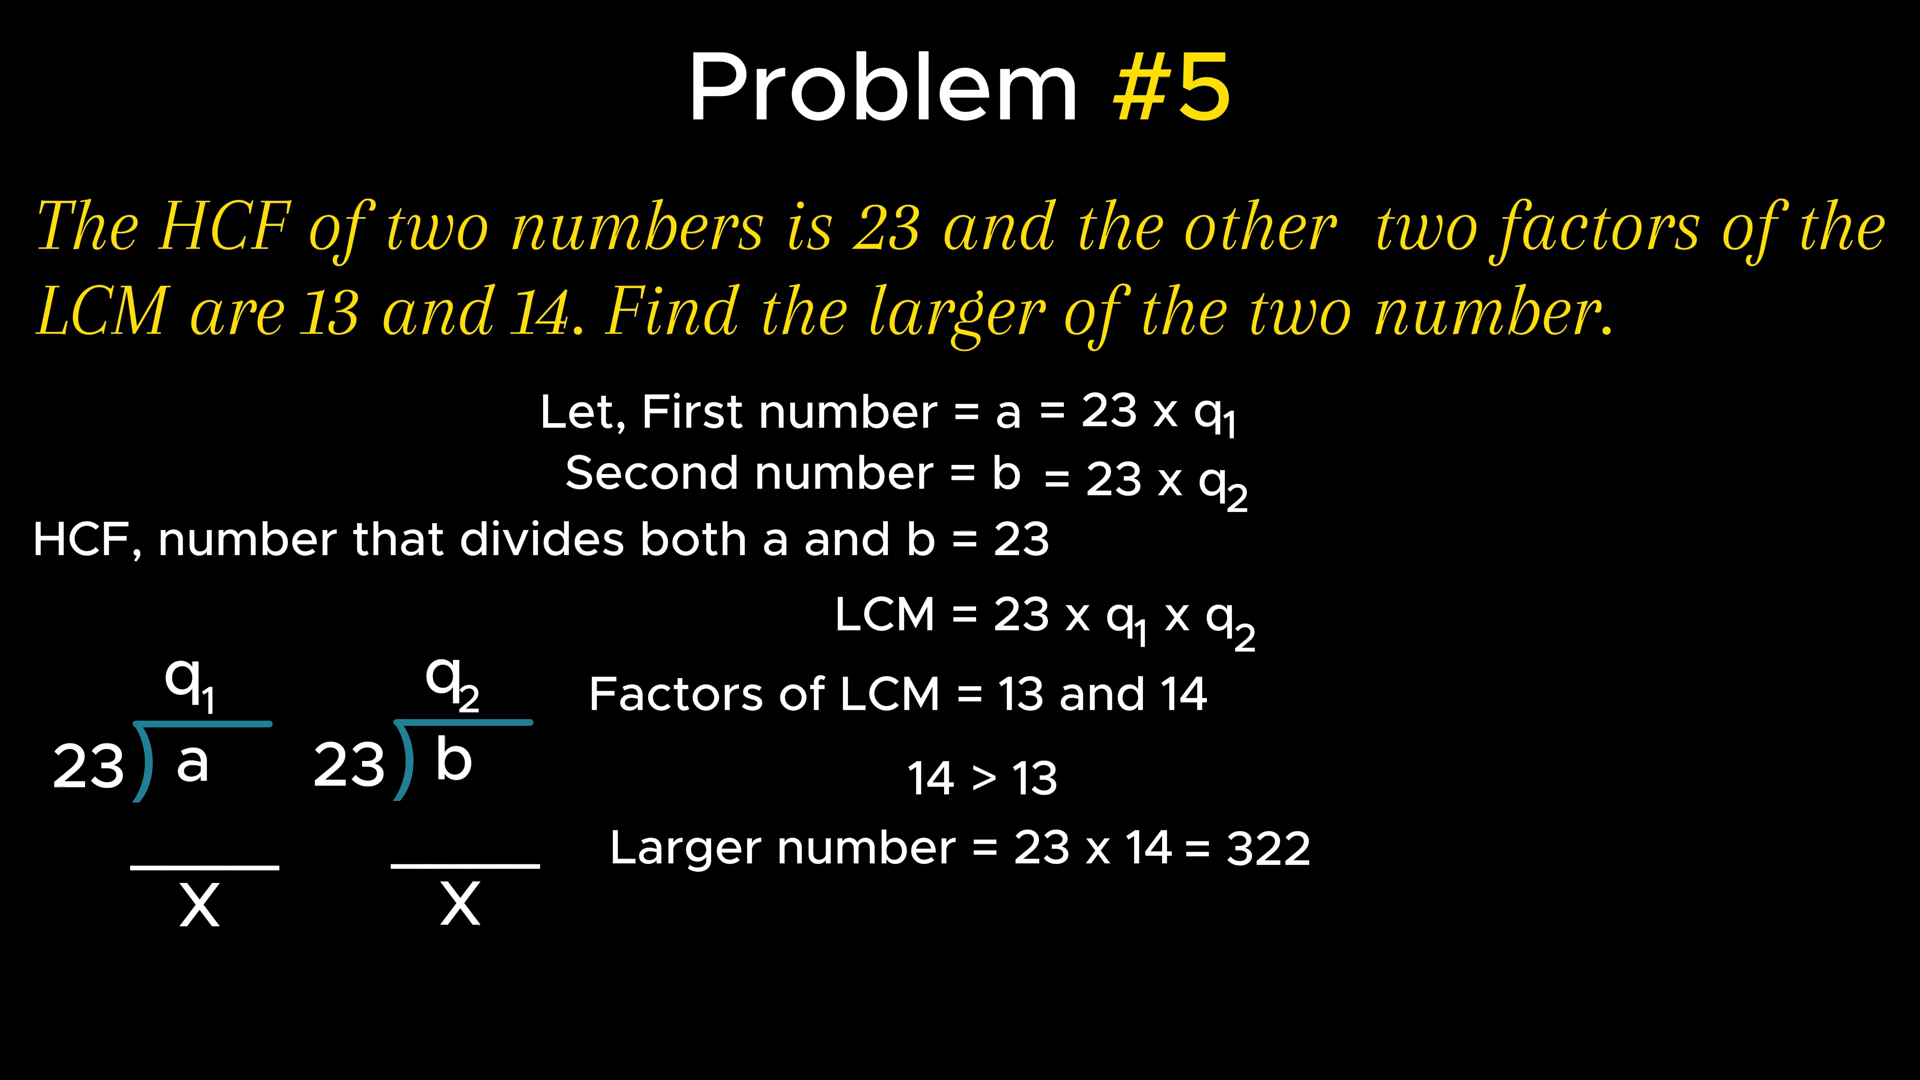 Problem #5
The HCF of two numbers is 23 and the other two factors of the
LCM are 13 and 14. Find the larger of the two number.
Let, First number = a = 23 x q₁
Second number = b = 23 x q₂
HCF, number that divides both a and b = 23
LCM = 23 x q₁ x q₂
Factors of LCM = 13 and 14
14 > 13
Larger number = 23 x 14 = 322
q₁
23) a
X
q₂
23) b
X